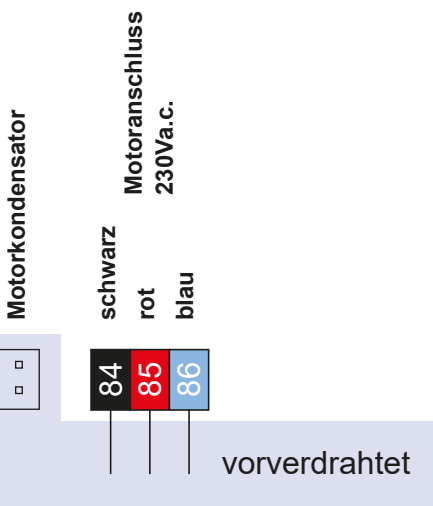 Motorkondensator
schwarz
rot
blau
Motoranschluss
230Va.c.
84
85
86
vorverdrahtet